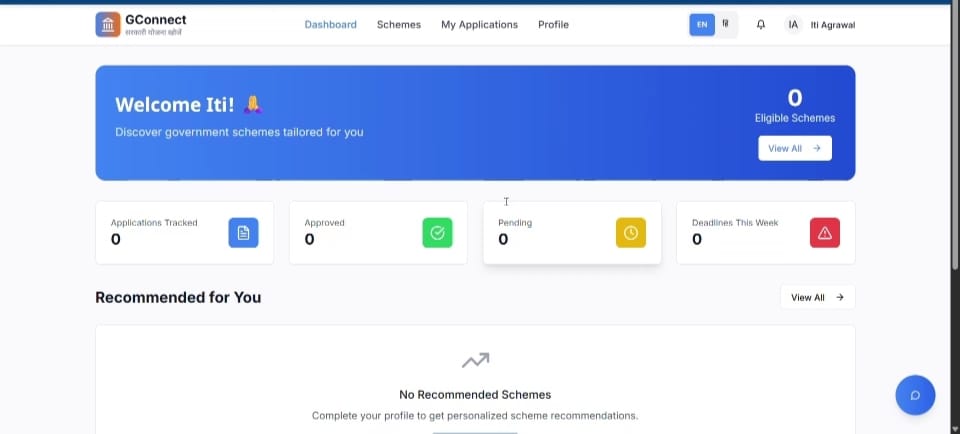 GConnect
सरकारी योजना खोजें
Dashboard
Schemes
My Applications
Profile
EN
हि
IA
Iti Agrawal
Welcome Iti! 🙏
Discover government schemes tailored for you
0
Eligible Schemes
View All →
Applications Tracked
0
Approved
0
Pending
0
Deadlines This Week
0
Recommended for You
View All →
No Recommended Schemes
Complete your profile to get personalized scheme recommendations.